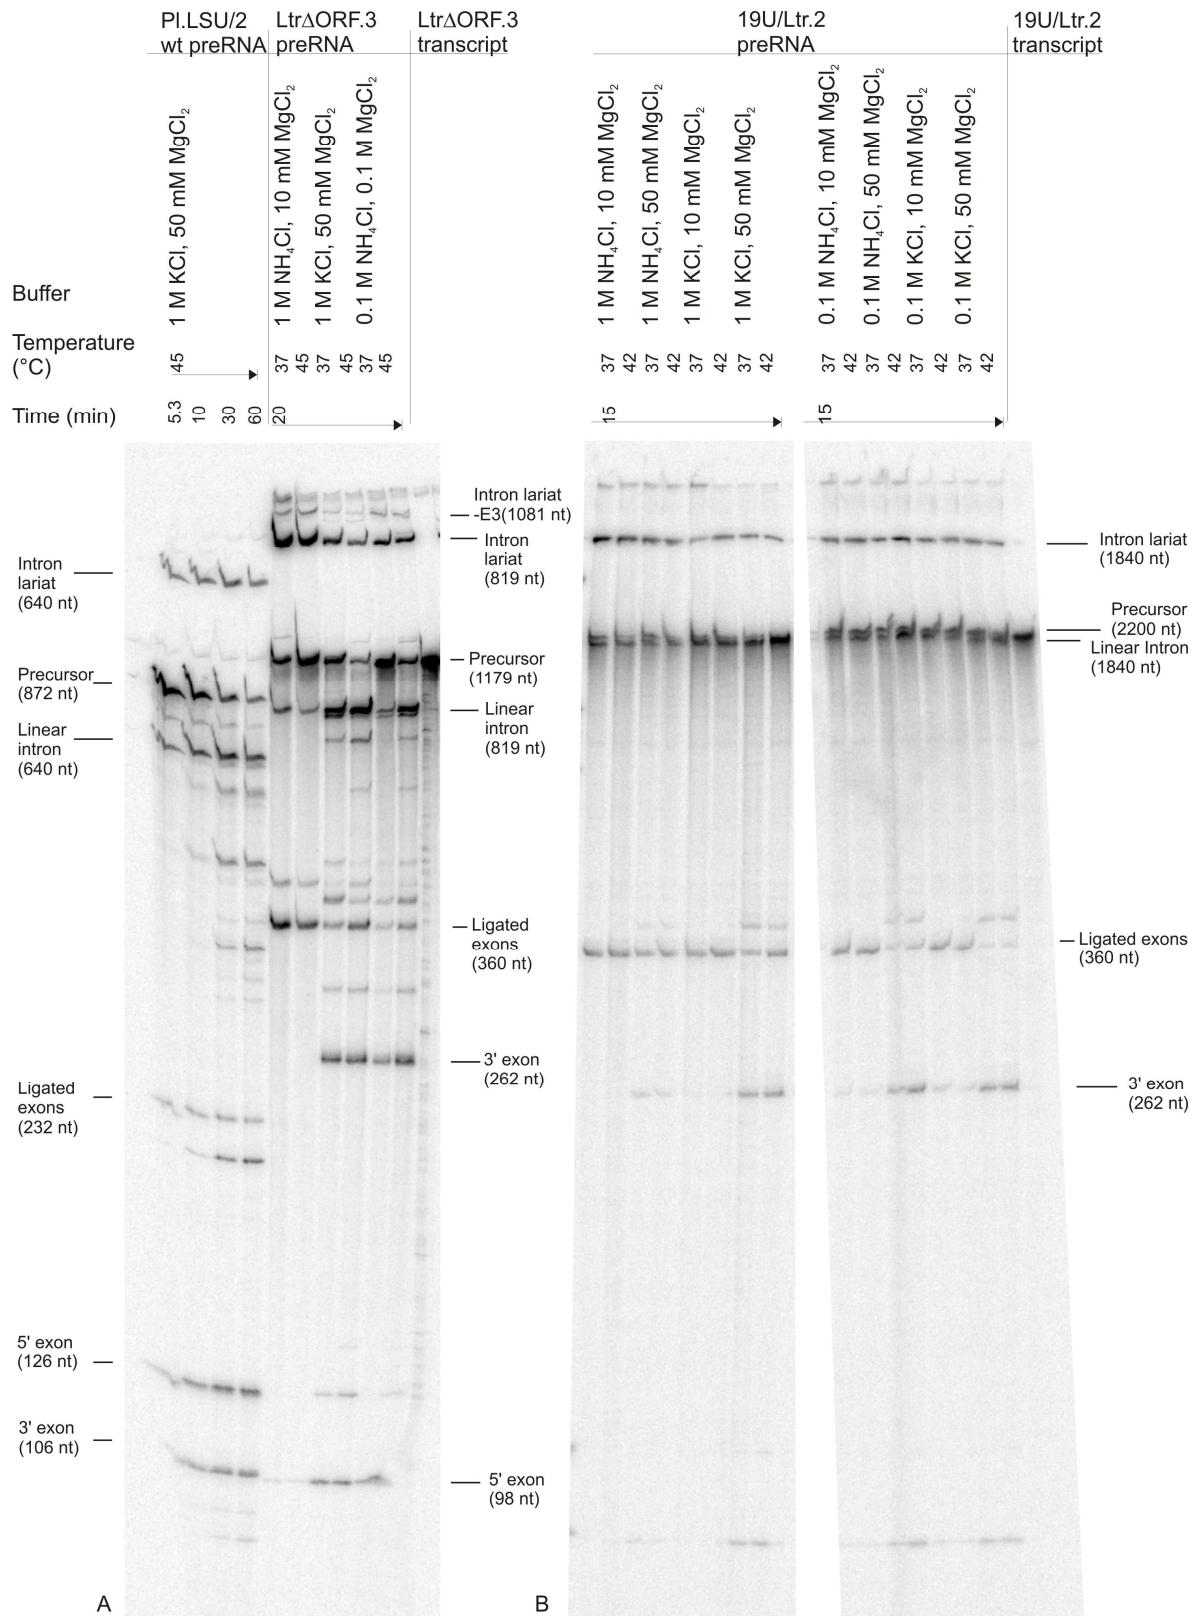 Pl.LSU/2
wt preRNA
LtrΔORF.3
preRNA
LtrΔORF.3
transcript
19U/Ltr.2
preRNA
19U/Ltr.2
transcript
Buffer
1 M KCl, 50 mM MgCl₂
1 M NH₄Cl, 10 mM MgCl₂
1 M KCl, 50 mM MgCl₂
0.1 M NH₄Cl, 0.1 M MgCl₂
1 M NH₄Cl, 10 mM MgCl₂
1 M NH₄Cl, 50 mM MgCl₂
1 M KCl, 10 mM MgCl₂
1 M KCl, 50 mM MgCl₂
0.1 M NH₄Cl, 10 mM MgCl₂
0.1 M NH₄Cl, 50 mM MgCl₂
0.1 M KCl, 10 mM MgCl₂
0.1 M KCl, 50 mM MgCl₂
Temperature
(°C)
45
37 45 37 45 37 45
37 42 37 42 37 42 37 42
37 42 37 42 37 42 37 42
Time (min)
5.3 10 30 60
20
15
15
Intron
lariat
(640 nt)
Precursor
(872 nt)
Linear
intron
(640 nt)
Ligated
exons
(232 nt)
5' exon
(126 nt)
3' exon
(106 nt)
Intron lariat
-E3(1081 nt)
Intron
lariat
(819 nt)
Precursor
(1179 nt)
Linear
intron
(819 nt)
Ligated
exons
(360 nt)
3' exon
(262 nt)
5' exon
(98 nt)
Intron lariat
(1840 nt)
Precursor
(2200 nt)
Linear Intron
(1840 nt)
Ligated exons
(360 nt)
3' exon
(262 nt)
A
B